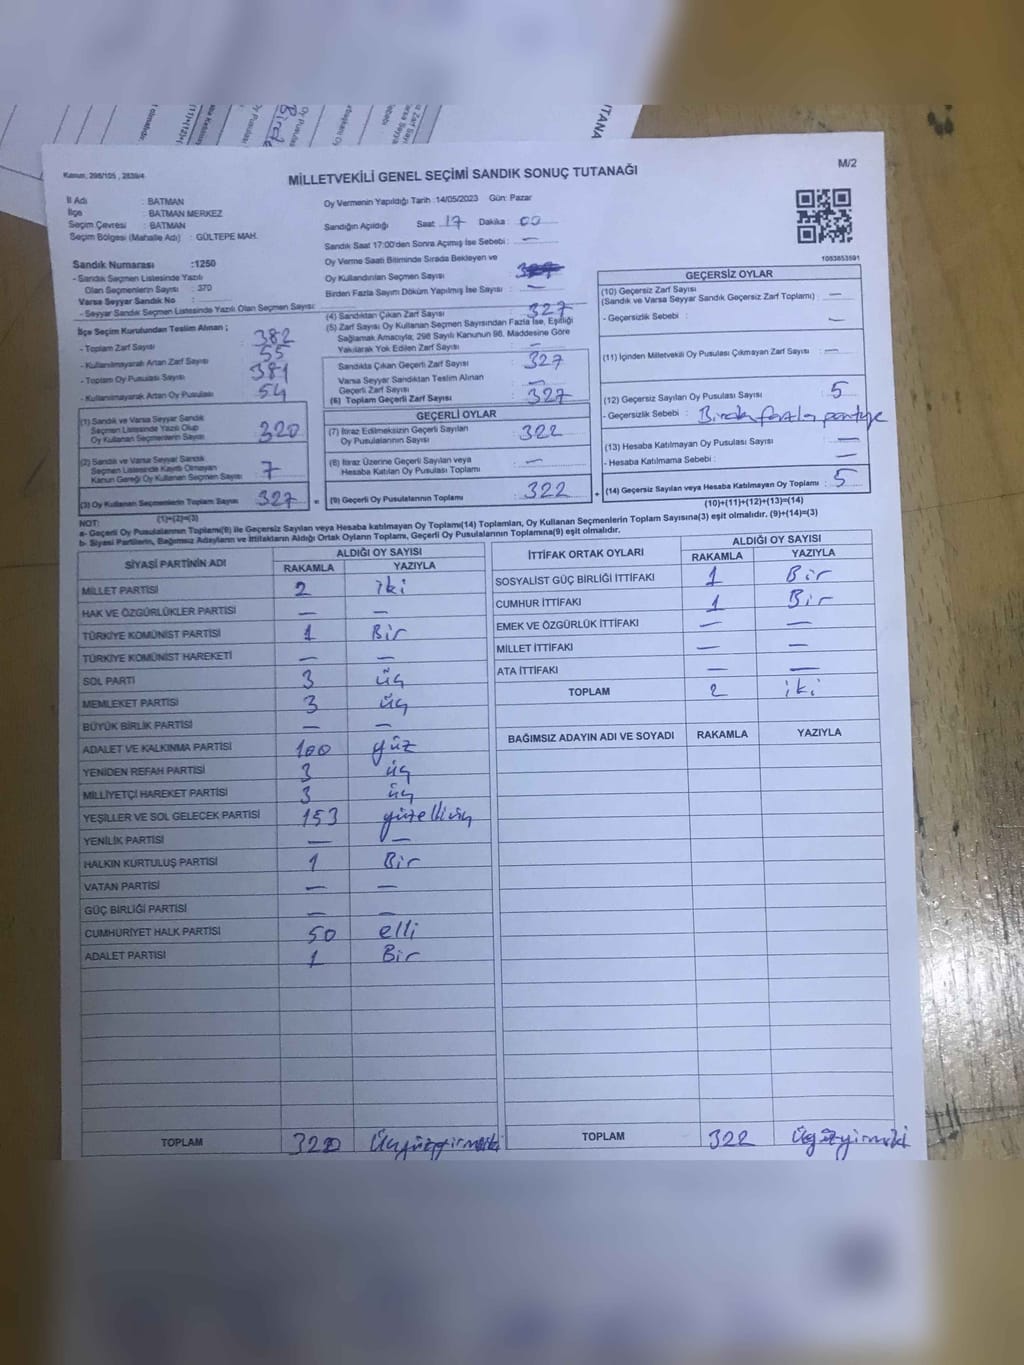 Kanun, 298/105 , 2839/4
MİLLETVEKİLİ GENEL SEÇİMİ SANDIK SONUÇ TUTANAĞI
M/2
İl Adı : BATMAN
İlçe : BATMAN MERKEZ
Seçim Çevresi : BATMAN
Seçim Bölgesi (Mahalle Adı) : GÜLTEPE MAH.
Oy Vermenin Yapıldığı Tarih :14/05/2023 Gün: Pazar
Sandığın Açıldığı Saat 17 Dakika : 00
Sandık Saat 17:00'den Sonra Açımış İse Sebebi : —
Oy Verme Saati Bitiminde Sırada Bekleyen ve
Oy Kullandırılan Seçmen Sayısı :
Birden Fazla Sayım Döküm Yapılmış İse Sayısı : —
1053853591
Sandık Numarası :1250
- Sandık Seçmen Listesinde Yazılı
Olan Seçmenlerin Sayısı : 370
Varsa Seyyar Sandık No :
- Seyyar Sandık Seçmen Listesinde Yazılı Olan Seçmen Sayısı:
İlçe Seçim Kurulundan Teslim Alınan ;
- Toplam Zarf Sayısı : 382
- Kullanılmayarak Artan Zarf Sayısı : 55
- Toplam Oy Pusulası Sayısı : 381
- Kullanılmayarak Artan Oy Pusulası : 54
(1) Sandık ve Varsa Seyyar Sandık
Seçmen Listesinde Yazılı Olup
Oy Kullanan Seçmenlerin Sayısı : 320
(2) Sandık ve Varsa Seyyar Sandık
Seçmen Listesinde Kayıtlı Olmayan
Kanun Gereği Oy Kullanan Seçmen Sayısı : 7
(3) Oy Kullanan Seçmenlerin Toplam Sayısı : 327
(1)+(2)=(3)
(4) Sandıktan Çıkan Zarf Sayısı : 327
(5) Zarf Sayısı Oy Kullanan Seçmen Sayısından Fazla İse, Eşitliği
Sağlamak Amacıyla; 298 Sayılı Kanunun 98. Maddesine Göre
Yakılarak Yok Edilen Zarf Sayısı : —
Sandıkta Çıkan Geçerli Zarf Sayısı : 327
Varsa Seyyar Sandıktan Teslim Alınan
Geçerli Zarf Sayısı : —
(6) Toplam Geçerli Zarf Sayısı : 327
GEÇERLİ OYLAR
(7) İtiraz Edilmeksizin Geçerli Sayılan
Oy Pusulalarının Sayısı : 322
(8) İtiraz Üzerine Geçerli Sayılan veya
Hesaba Katılan Oy Pusulası Toplamı : —
= (9) Geçerli Oy Pusulalarının Toplamı : 322 +
GEÇERSİZ OYLAR
(10) Geçersiz Zarf Sayısı
(Sandık ve Varsa Seyyar Sandık Geçersiz Zarf Toplamı) : —
- Geçersizlik Sebebi : —
(11) İçinden Milletvekili Oy Pusulası Çıkmayan Zarf Sayısı : —
(12) Geçersiz Sayılan Oy Pusulası Sayısı : 5
- Geçersizlik Sebebi : Birden fazla partiye
(13) Hesaba Katılmayan Oy Pusulası Sayısı : —
- Hesaba Katılmama Sebebi : —
(14) Geçersiz Sayılan veya Hesaba Katılmayan Oy Toplamı : 5
(10)+(11)+(12)+(13)=(14)
NOT:
a- Geçerli Oy Pusulalarının Toplamı(9) ile Geçersiz Sayılan veya Hesaba katılmayan Oy Toplamı(14) Toplamları, Oy Kullanan Seçmenlerin Toplam Sayısına(3) eşit olmalıdır. (9)+(14)=(3)
b- Siyasi Partilerin, Bağımsız Adayların ve İttifakların Aldığı Ortak Oyların Toplamı, Geçerli Oy Pusulalarının Toplamına(9) eşit olmalıdır.
SİYASİ PARTİNİN ADI ALDIĞI OY SAYISI
RAKAMLA YAZIYLA
MİLLET PARTİSİ 2 iki
HAK VE ÖZGÜRLÜKLER PARTİSİ — —
TÜRKİYE KOMÜNİST PARTİSİ 1 Bir
TÜRKİYE KOMÜNİST HAREKETİ — —
SOL PARTİ 3 üç
MEMLEKET PARTİSİ 3 üç
BÜYÜK BİRLİK PARTİSİ — —
ADALET VE KALKINMA PARTİSİ 100 yüz
YENİDEN REFAH PARTİSİ 3 üç
MİLLİYETÇİ HAREKET PARTİSİ 3 üç
YEŞİLLER VE SOL GELECEK PARTİSİ 153 yüzelliüç
YENİLİK PARTİSİ — —
HALKIN KURTULUŞ PARTİSİ 1 Bir
VATAN PARTİSİ — —
GÜÇ BİRLİĞİ PARTİSİ — —
CUMHURİYET HALK PARTİSİ 50 elli
ADALET PARTİSİ 1 Bir
TOPLAM 320
İTTİFAK ORTAK OYLARI ALDIĞI OY SAYISI
RAKAMLA YAZIYLA
SOSYALİST GÜÇ BİRLİĞİ İTTİFAKI 1 Bir
CUMHUR İTTİFAKI 1 Bir
EMEK VE ÖZGÜRLÜK İTTİFAKI — —
MİLLET İTTİFAKI — —
ATA İTTİFAKI — —
TOPLAM 2 iki
BAĞIMSIZ ADAYIN ADI VE SOYADI RAKAMLA YAZIYLA
TOPLAM 322 üçyüzyirmiiki